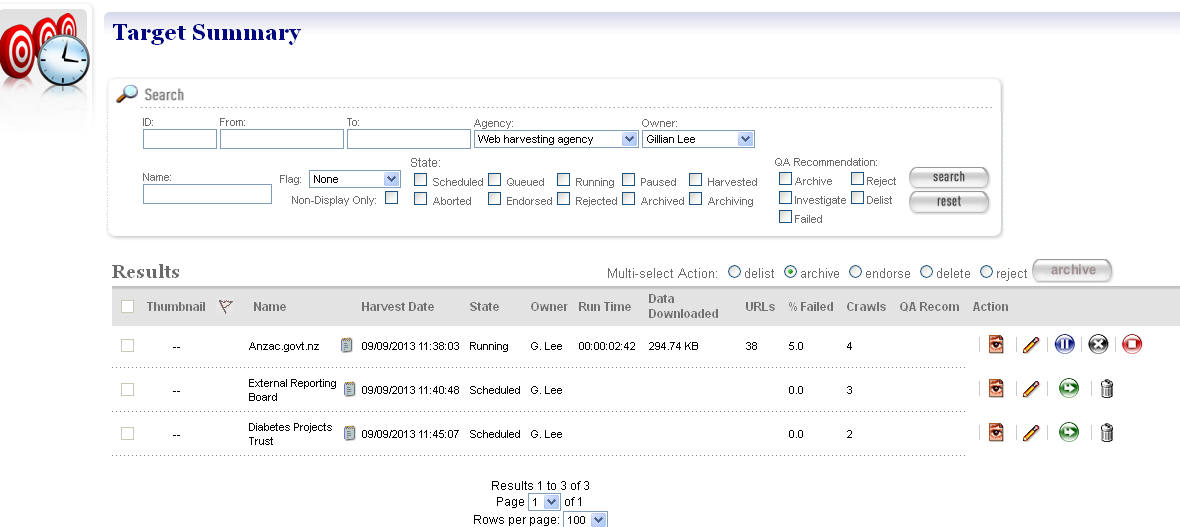 Target Summary
Search
ID: From: To: Agency: Owner:
Web harvesting agency Gillian Lee
State: QA Recommendation:
Name: Flag: None Scheduled Queued Running Paused Harvested Archive Reject search
Non-Display Only: Aborted Endorsed Rejected Archived Archiving Investigate Delist reset
Failed
Results Multi-select Action: delist archive endorse delete reject archive
Thumbnail Name Harvest Date State Owner Run Time Data Downloaded URLs % Failed Crawls QA Recom Action
-- Anzac.govt.nz 09/09/2013 11:38:03 Running G. Lee 00:00:02:42 294.74 KB 38 5.0 4
-- External Reporting Board 09/09/2013 11:40:48 Scheduled G. Lee 0.0 3
-- Diabetes Projects Trust 09/09/2013 11:45:07 Scheduled G. Lee 0.0 2
Results 1 to 3 of 3
Page 1 of 1
Rows per page: 100